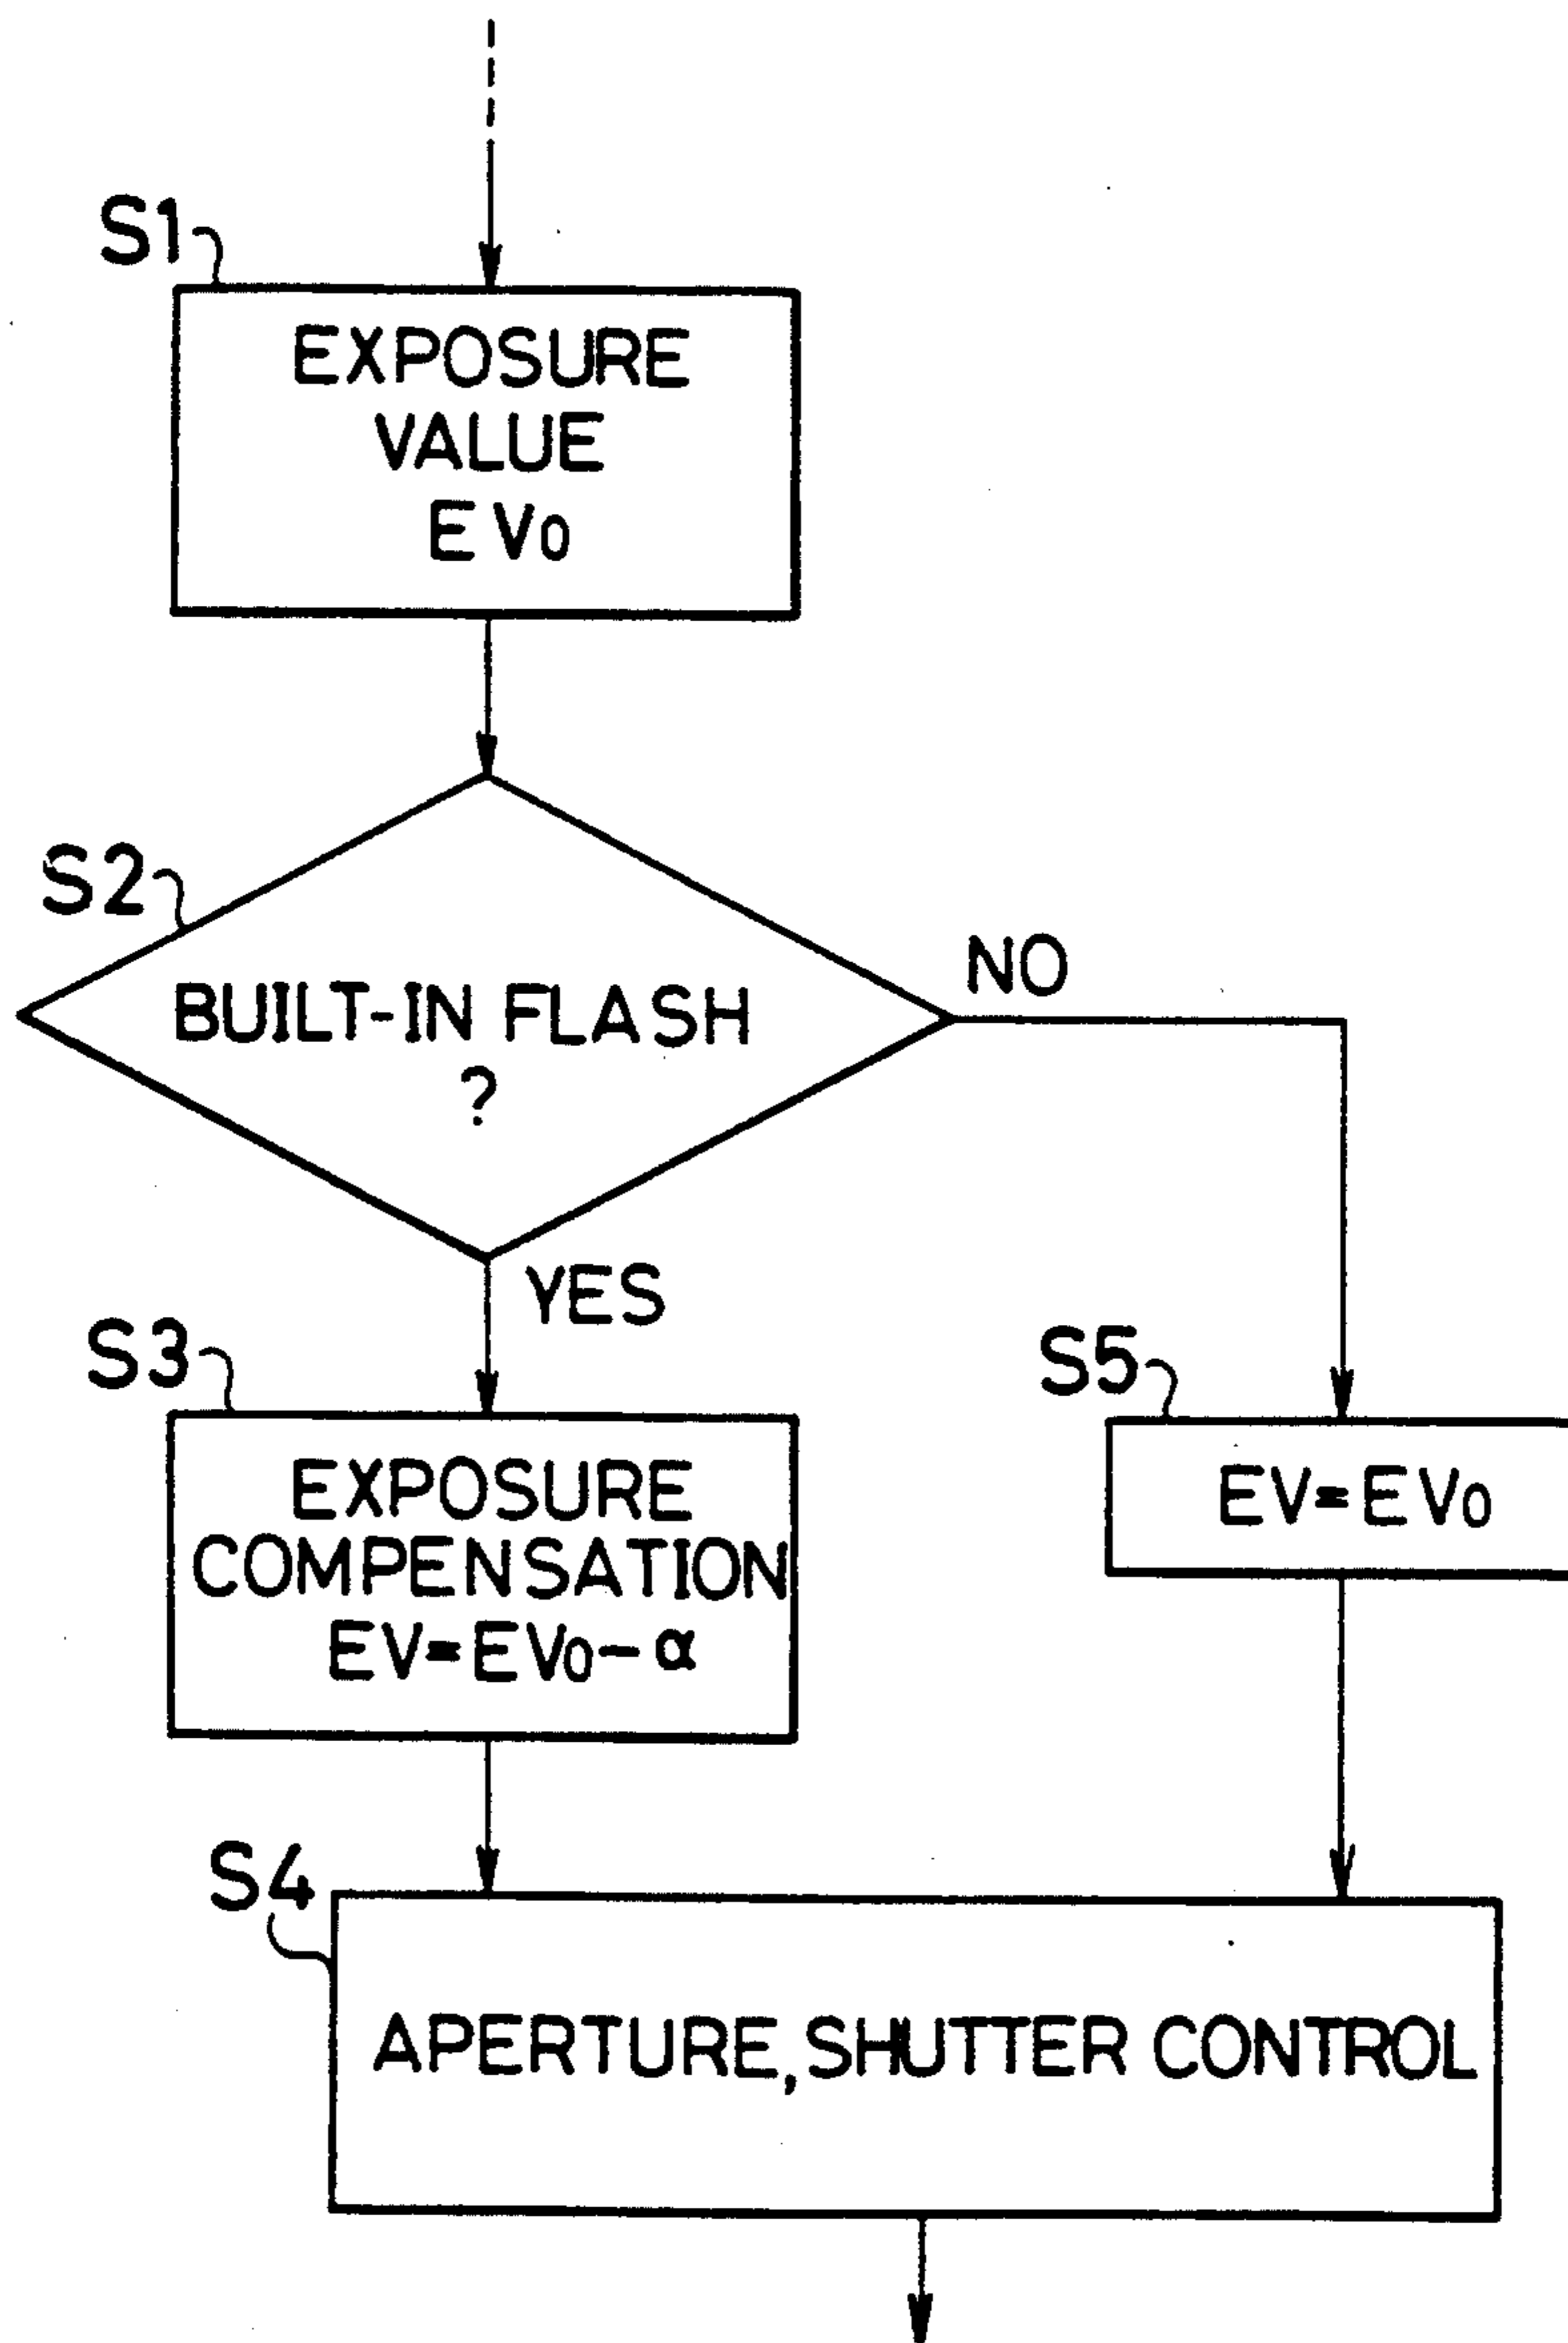 S1
EXPOSURE
VALUE
EV₀
S2
BUILT-IN FLASH
?
NO
YES
S3
EXPOSURE
COMPENSATION
EV=EV₀-α
S5
EV=EV₀
S4
APERTURE,SHUTTER CONTROL